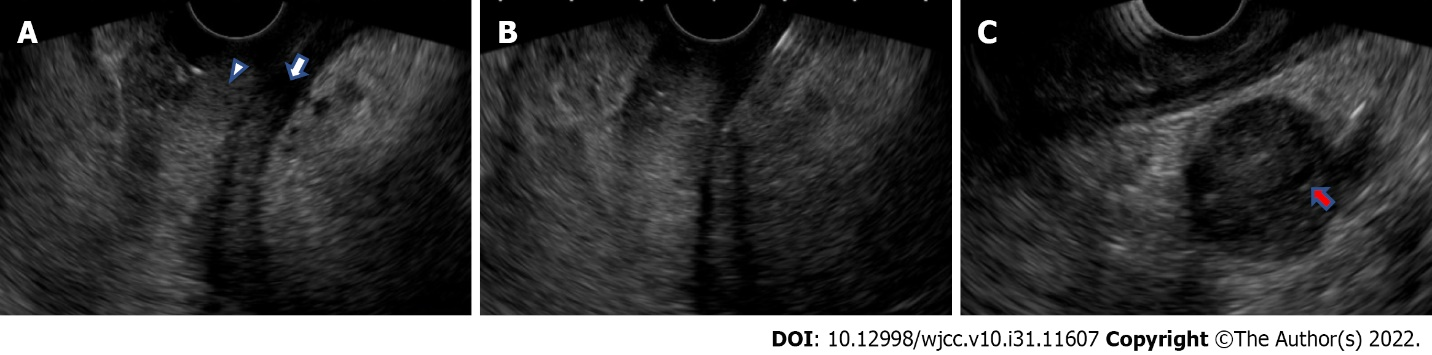 A
B
C
DOI: 10.12998/wjcc.v10.i31.11607 Copyright ©The Author(s) 2022.